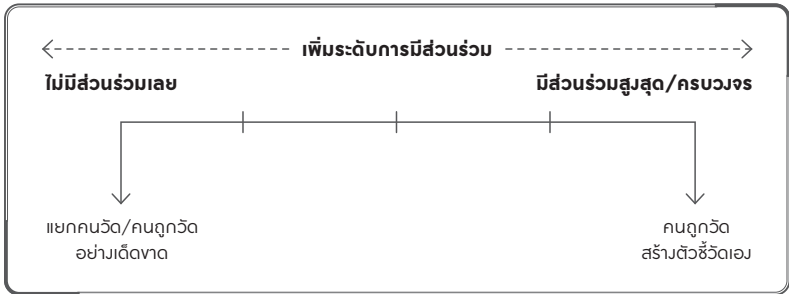 เพิ่มระดับการมีส่วนร่วม
ไม่มีส่วนร่วมเลย
มีส่วนร่วมสูงสุด/ครบวงจร
แยกคนวัด/คนถูกวัด
อย่างเด็ดขาด
คนถูกวัด
สร้างตัวชี้วัดเอง